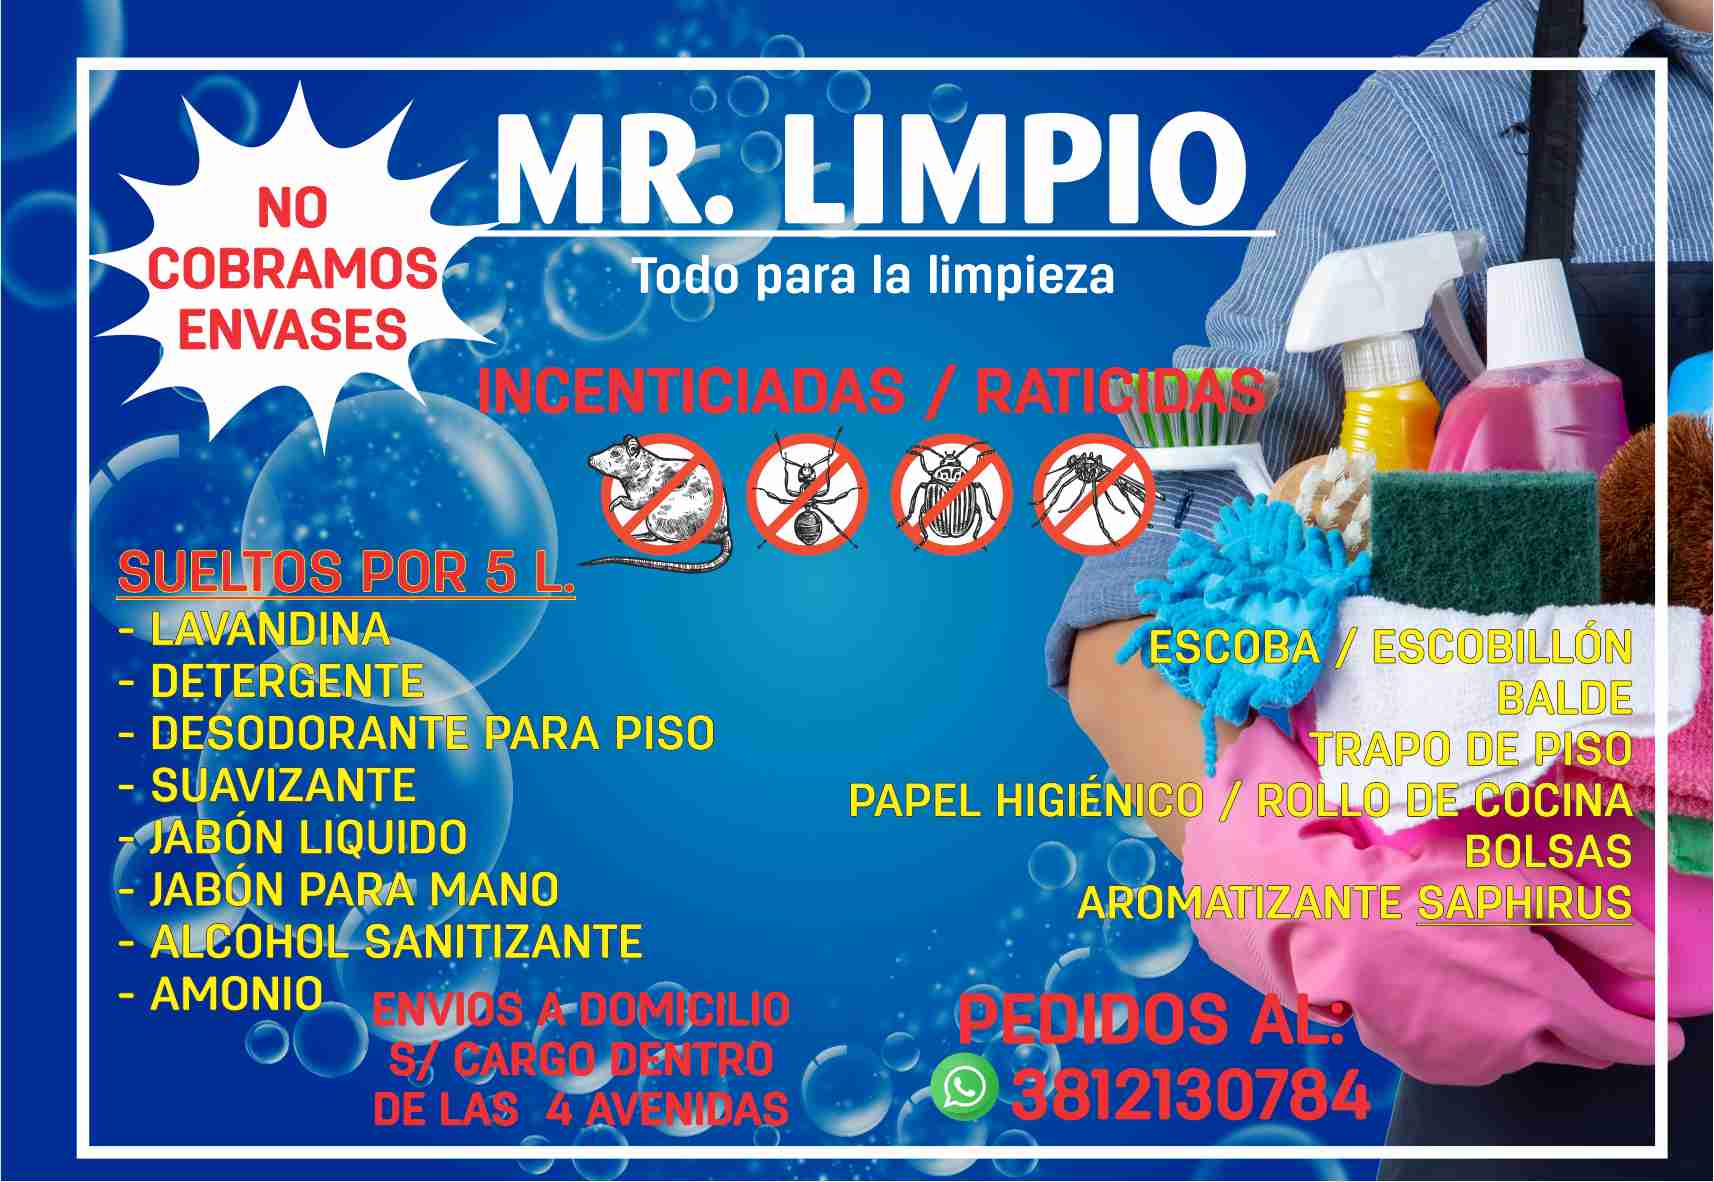 NO
COBRAMOS
ENVASES
MR. LIMPIO
Todo para la limpieza
INCENTICIADAS / RATICIDAS
SUELTOS POR 5 L.
- LAVANDINA
- DETERGENTE
- DESODORANTE PARA PISO
- SUAVIZANTE
- JABÓN LIQUIDO
- JABÓN PARA MANO
- ALCOHOL SANITIZANTE
- AMONIO
ESCOBA / ESCOBILLÓN
BALDE
TRAPO DE PISO
PAPEL HIGIÉNICO / ROLLO DE COCINA
BOLSAS
AROMATIZANTE SAPHIRUS
ENVIOS A DOMICILIO
S/ CARGO DENTRO
DE LAS 4 AVENIDAS
PEDIDOS AL:
3812130784